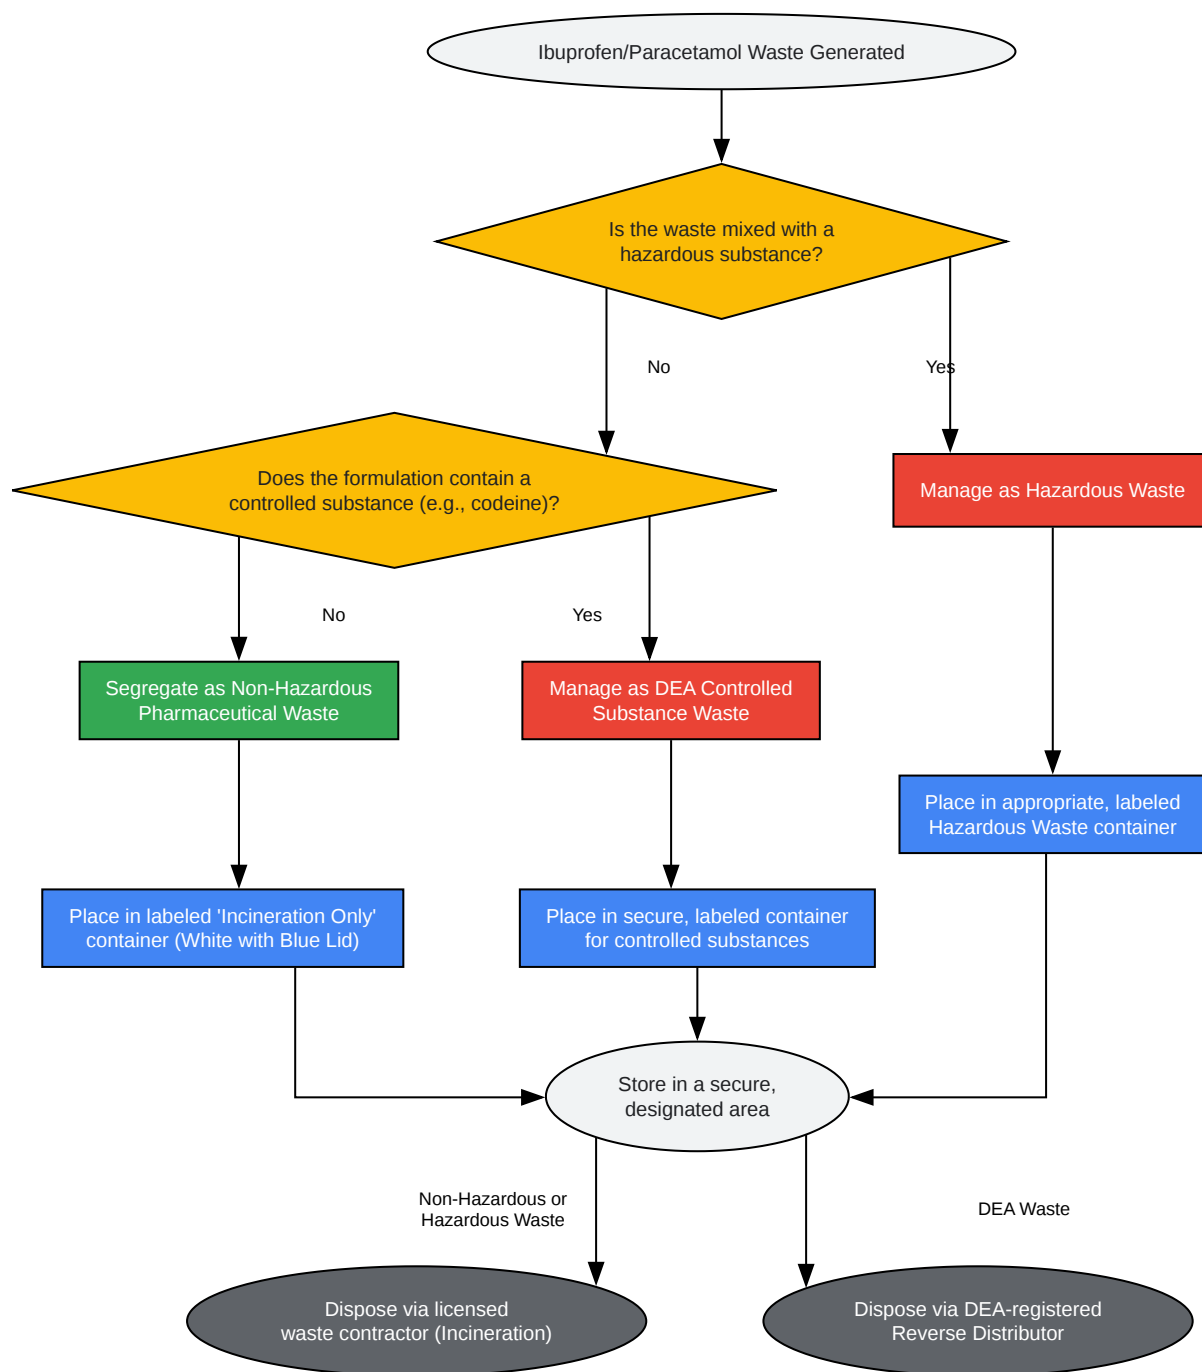 Ibuprofen/Paracetamol Waste Generated
Is the waste mixed with a
hazardous substance?
No
Yes
Does the formulation contain a
controlled substance (e.g., codeine)?
Manage as Hazardous Waste
No
Yes
Segregate as Non-Hazardous
Pharmaceutical Waste
Manage as DEA Controlled
Substance Waste
Place in appropriate, labeled
Hazardous Waste container
Place in labeled 'Incineration Only'
container (White with Blue Lid)
Place in secure, labeled container
for controlled substances
Store in a secure,
designated area
Non-Hazardous or
Hazardous Waste
DEA Waste
Dispose via licensed
waste contractor (Incineration)
Dispose via DEA-registered
Reverse Distributor